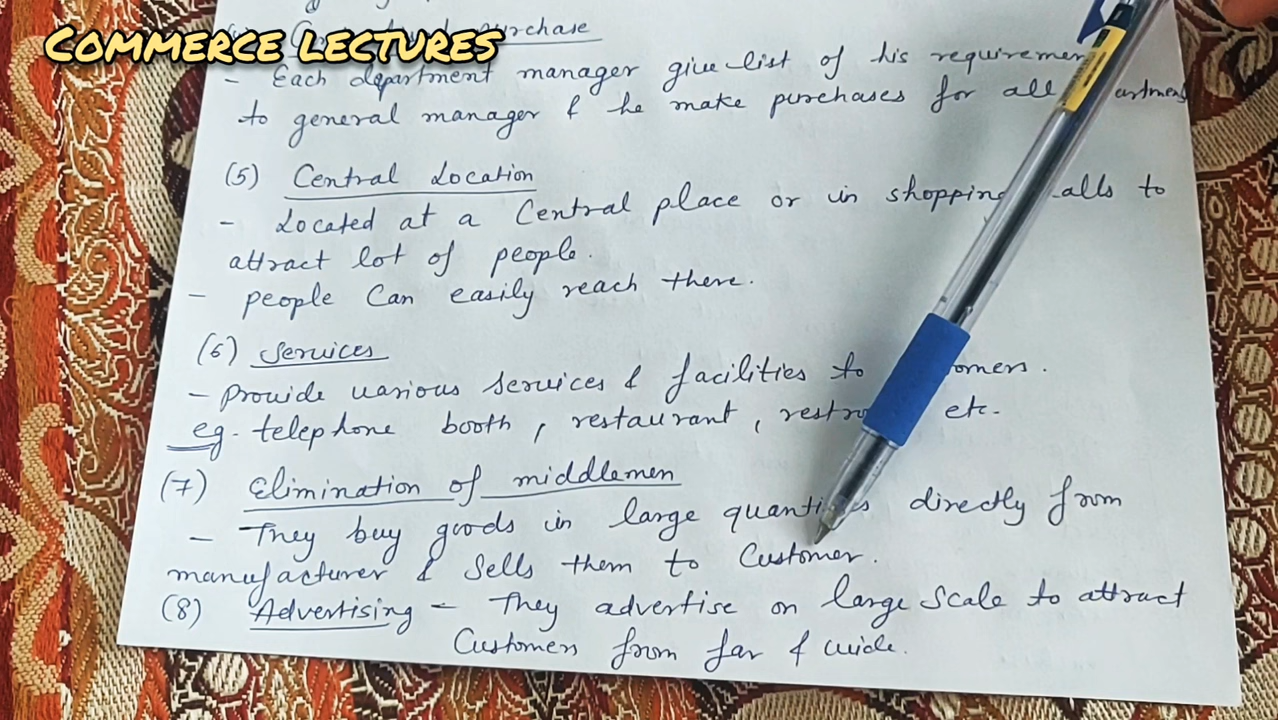 COMMERCE LECTURES
purchase
- Each department manager give list of his
to general manager & he make purchases for all
(5) Central Location
- Located at a Central place or in shopping to
attract lot of people.
- people Can easily reach there.
(6) Services
- Provide various services & facilities to
eg. telephone booth, restaurant, etc.
(7) Elimination of middlemen
- They buy goods in large directly from
manufacturer & Sells them to Customer.
(8) Advertising - They advertise on large Scale to attract
Customers from far & wide.